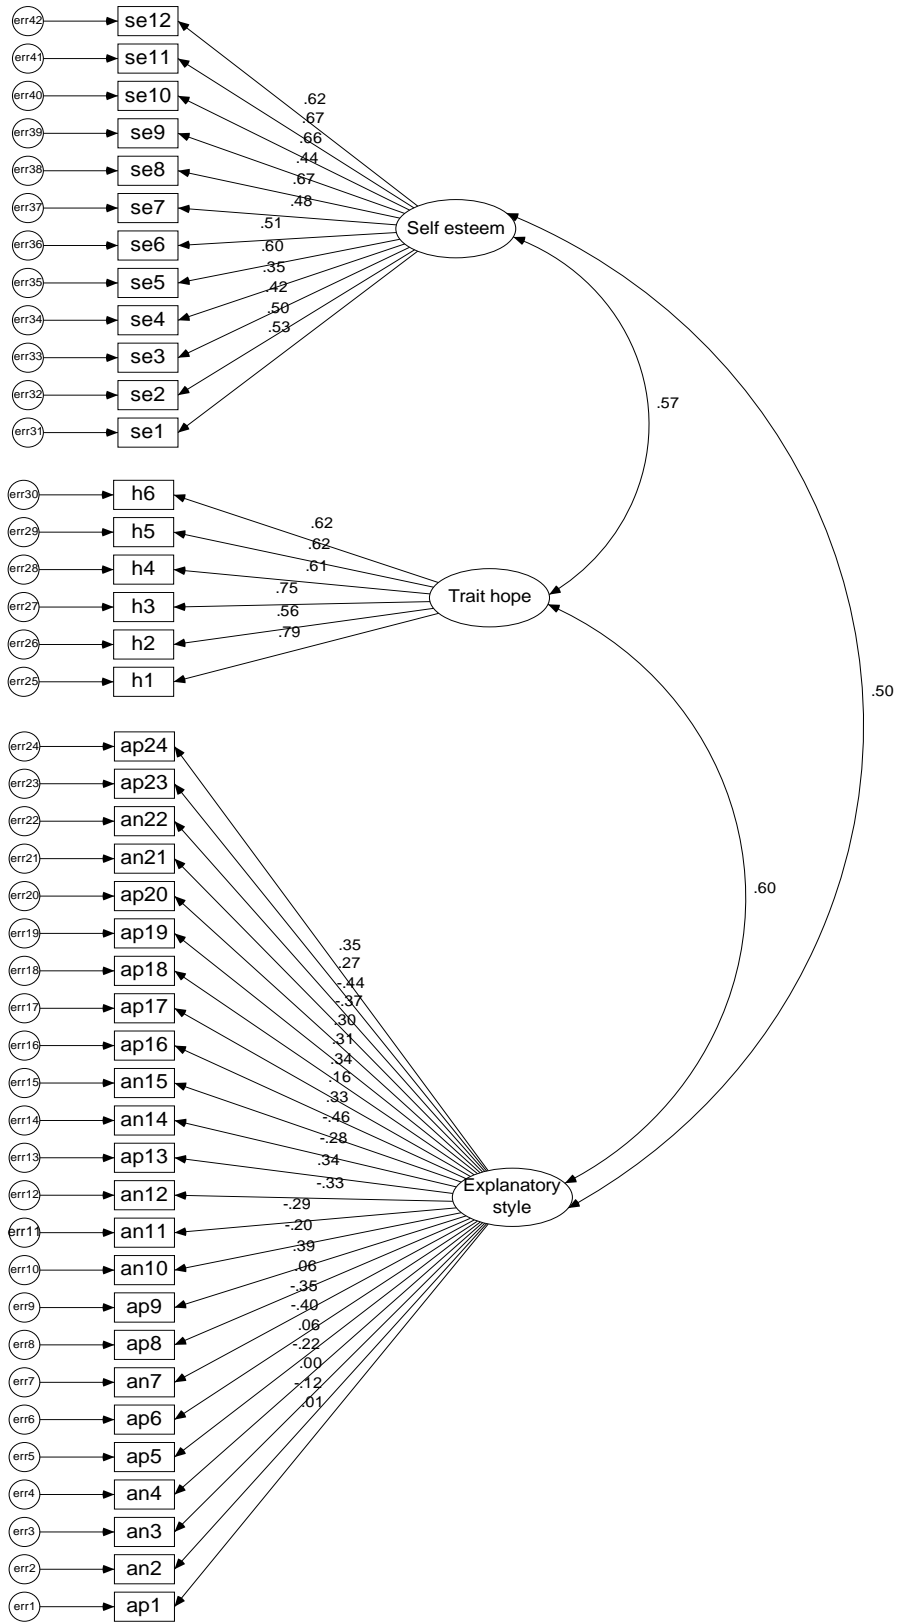 err42 se12
err41 se11
err40 se10
err39 se9
err38 se8
err37 se7
err36 se6
err35 se5
err34 se4
err33 se3
err32 se2
err31 se1
.62
.67
.66
.44
.67
.48
.51
.60
.35
.42
.50
.53
Self esteem
.57
err30 h6
err29 h5
err28 h4
err27 h3
err26 h2
err25 h1
.62
.62
.61
.75
.56
.79
Trait hope
.50
.60
err24 ap24
err23 ap23
err22 an22
err21 an21
err20 ap20
err19 ap19
err18 ap18
err17 ap17
err16 ap16
err15 an15
err14 an14
err13 ap13
err12 an12
err11 an11
err10 an10
err9 ap9
err8 ap8
err7 an7
err6 ap6
err5 ap5
err4 an4
err3 an3
err2 an2
err1 ap1
.35
.27
-.44
-.37
.30
.31
.34
.16
.33
-.46
-.28
.34
-.33
-.29
-.20
.39
.06
-.35
-.40
.06
-.22
.00
-.12
.01
Explanatory
style